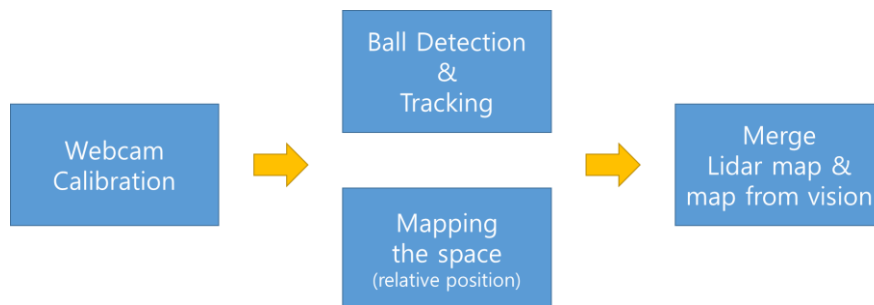 Webcam
Calibration
Ball Detection
&
Tracking
Mapping
the space
(relative position)
Merge
Lidar map &
map from vision